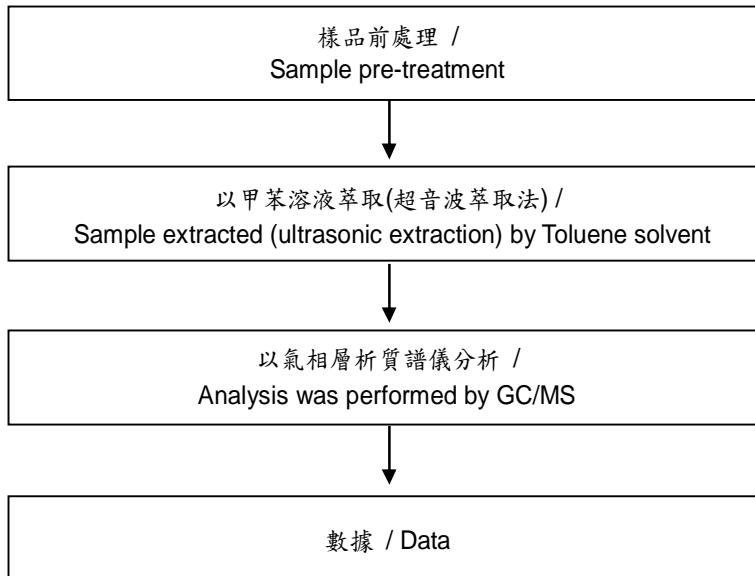 樣品前處理 /
Sample pre-treatment
以甲苯溶液萃取(超音波萃取法) /
Sample extracted (ultrasonic extraction) by Toluene solvent
以氣相層析質譜儀分析 /
Analysis was performed by GC/MS
數據 / Data